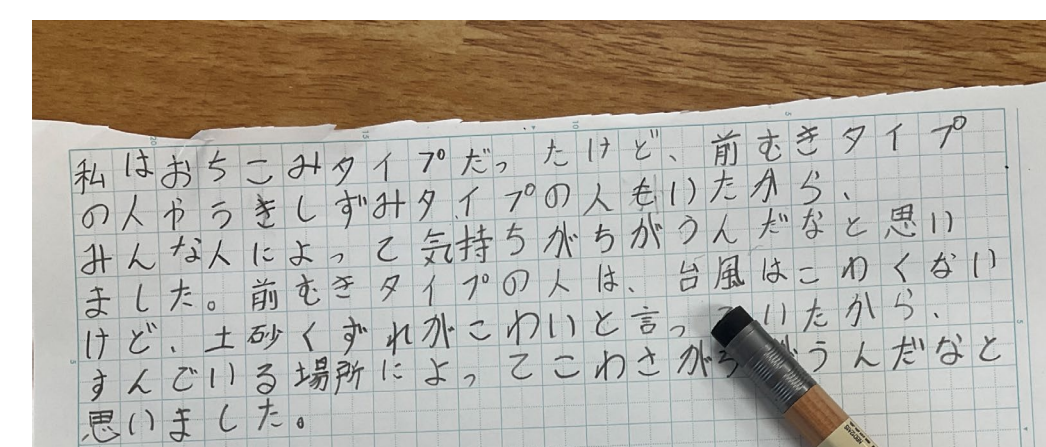 私はおちこみタイプだったけど、前むきタイプ
の人やうきしずみタイプの人もいたから、
みんな人によって気持ちがちがうんだなと思い
ました。前むきタイプの人は、台風はこわくない
けど、土砂くずれがこわいと言っていたから、
すんでいる場所によってこわさがちがうんだなと
思いました。